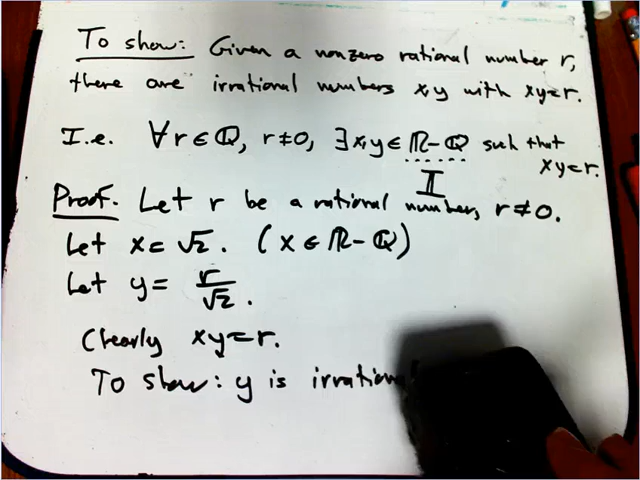 To show: Given a nonzero rational number r,
there are irrational numbers x,y with xy=r.
I.e. ∀r∈ℚ, r≠0, ∃x,y∈ℝ-ℚ such that
xy=r.
𝕀
Proof. Let r be a rational number, r≠0.
Let x=√2. (x∈ℝ-ℚ)
Let y= r/√2.
Clearly xy=r.
To show: y is irrational